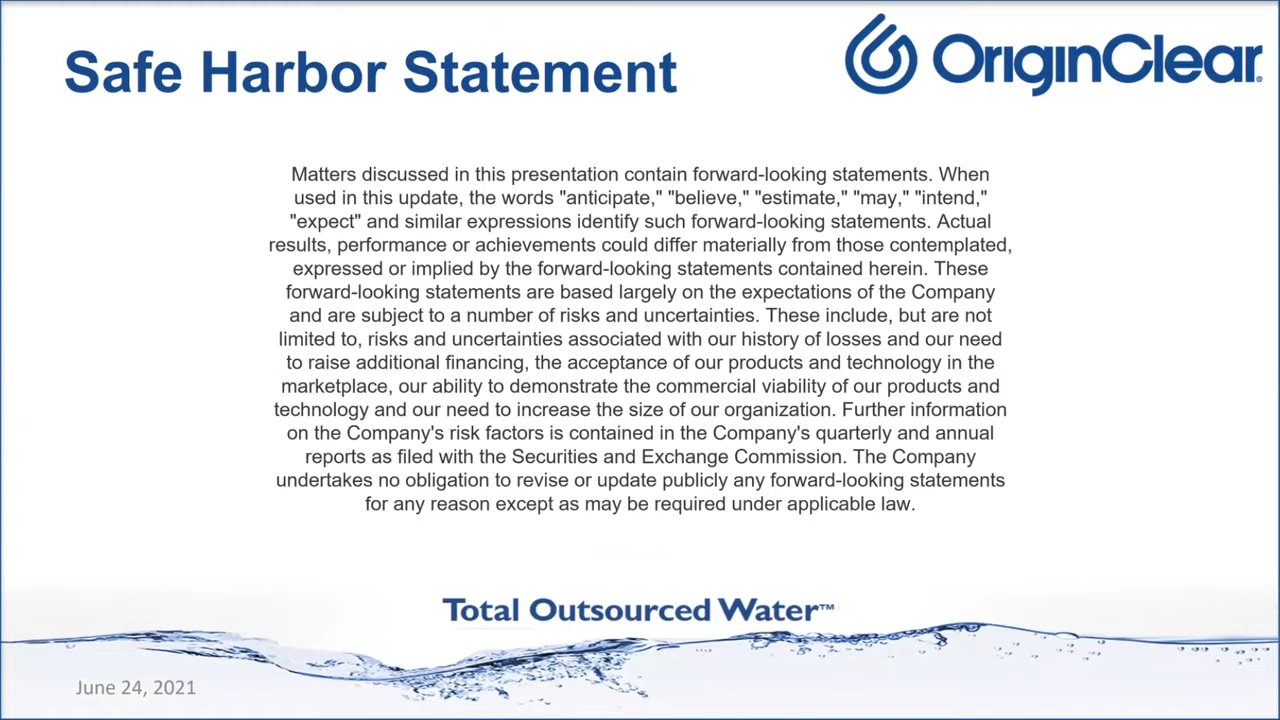 Safe Harbor Statement
OriginClear®
Matters discussed in this presentation contain forward-looking statements. When
used in this update, the words "anticipate," "believe," "estimate," "may," "intend,"
"expect" and similar expressions identify such forward-looking statements. Actual
results, performance or achievements could differ materially from those contemplated,
expressed or implied by the forward-looking statements contained herein. These
forward-looking statements are based largely on the expectations of the Company
and are subject to a number of risks and uncertainties. These include, but are not
limited to, risks and uncertainties associated with our history of losses and our need
to raise additional financing, the acceptance of our products and technology in the
marketplace, our ability to demonstrate the commercial viability of our products and
technology and our need to increase the size of our organization. Further information
on the Company's risk factors is contained in the Company's quarterly and annual
reports as filed with the Securities and Exchange Commission. The Company
undertakes no obligation to revise or update publicly any forward-looking statements
for any reason except as may be required under applicable law.
Total Outsourced Water™
June 24, 2021